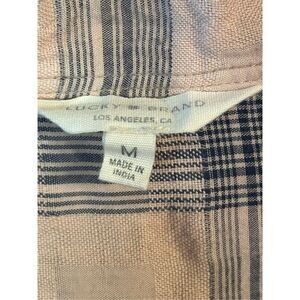 LUCKY BRAND
LOS ANGELES, CA
M
MADE IN
INDIA